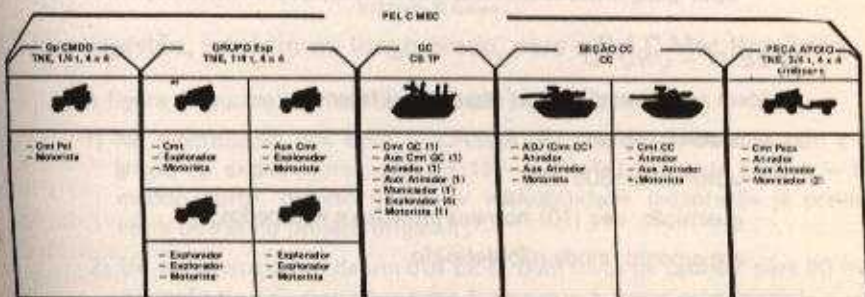 PEL C MEC
Gp CMDO
TNE, 1/4 t, 4 x 4
GRUPO Exp
TNE, 1/4 t, 4 x 4
GC
CB TP
SEÇÃO CC
CC
PEÇA APOIO
TNE, 3/4 t, 4 x 4
- Cmt Pel
- Motorista
- Cmt
- Explorador
- Motorista
- Aux Cmt
- Explorador
- Motorista
- Explorador
- Explorador
- Motorista
- Explorador
- Explorador
- Motorista
- Cmt GC (1)
- Aux Cmt GC (1)
- Atirador (1)
- Aux Atirador (1)
- Municiador (1)
- Explorador (4)
- Motorista (1)
- ADJ (Cmt CC)
- Atirador
- Aux Atirador
- Motorista
- Cmt CC
- Atirador
- Aux Atirador
- Motorista
- Cmt Peça
- Atirador
- Aux Atirador
- Municiador (2)